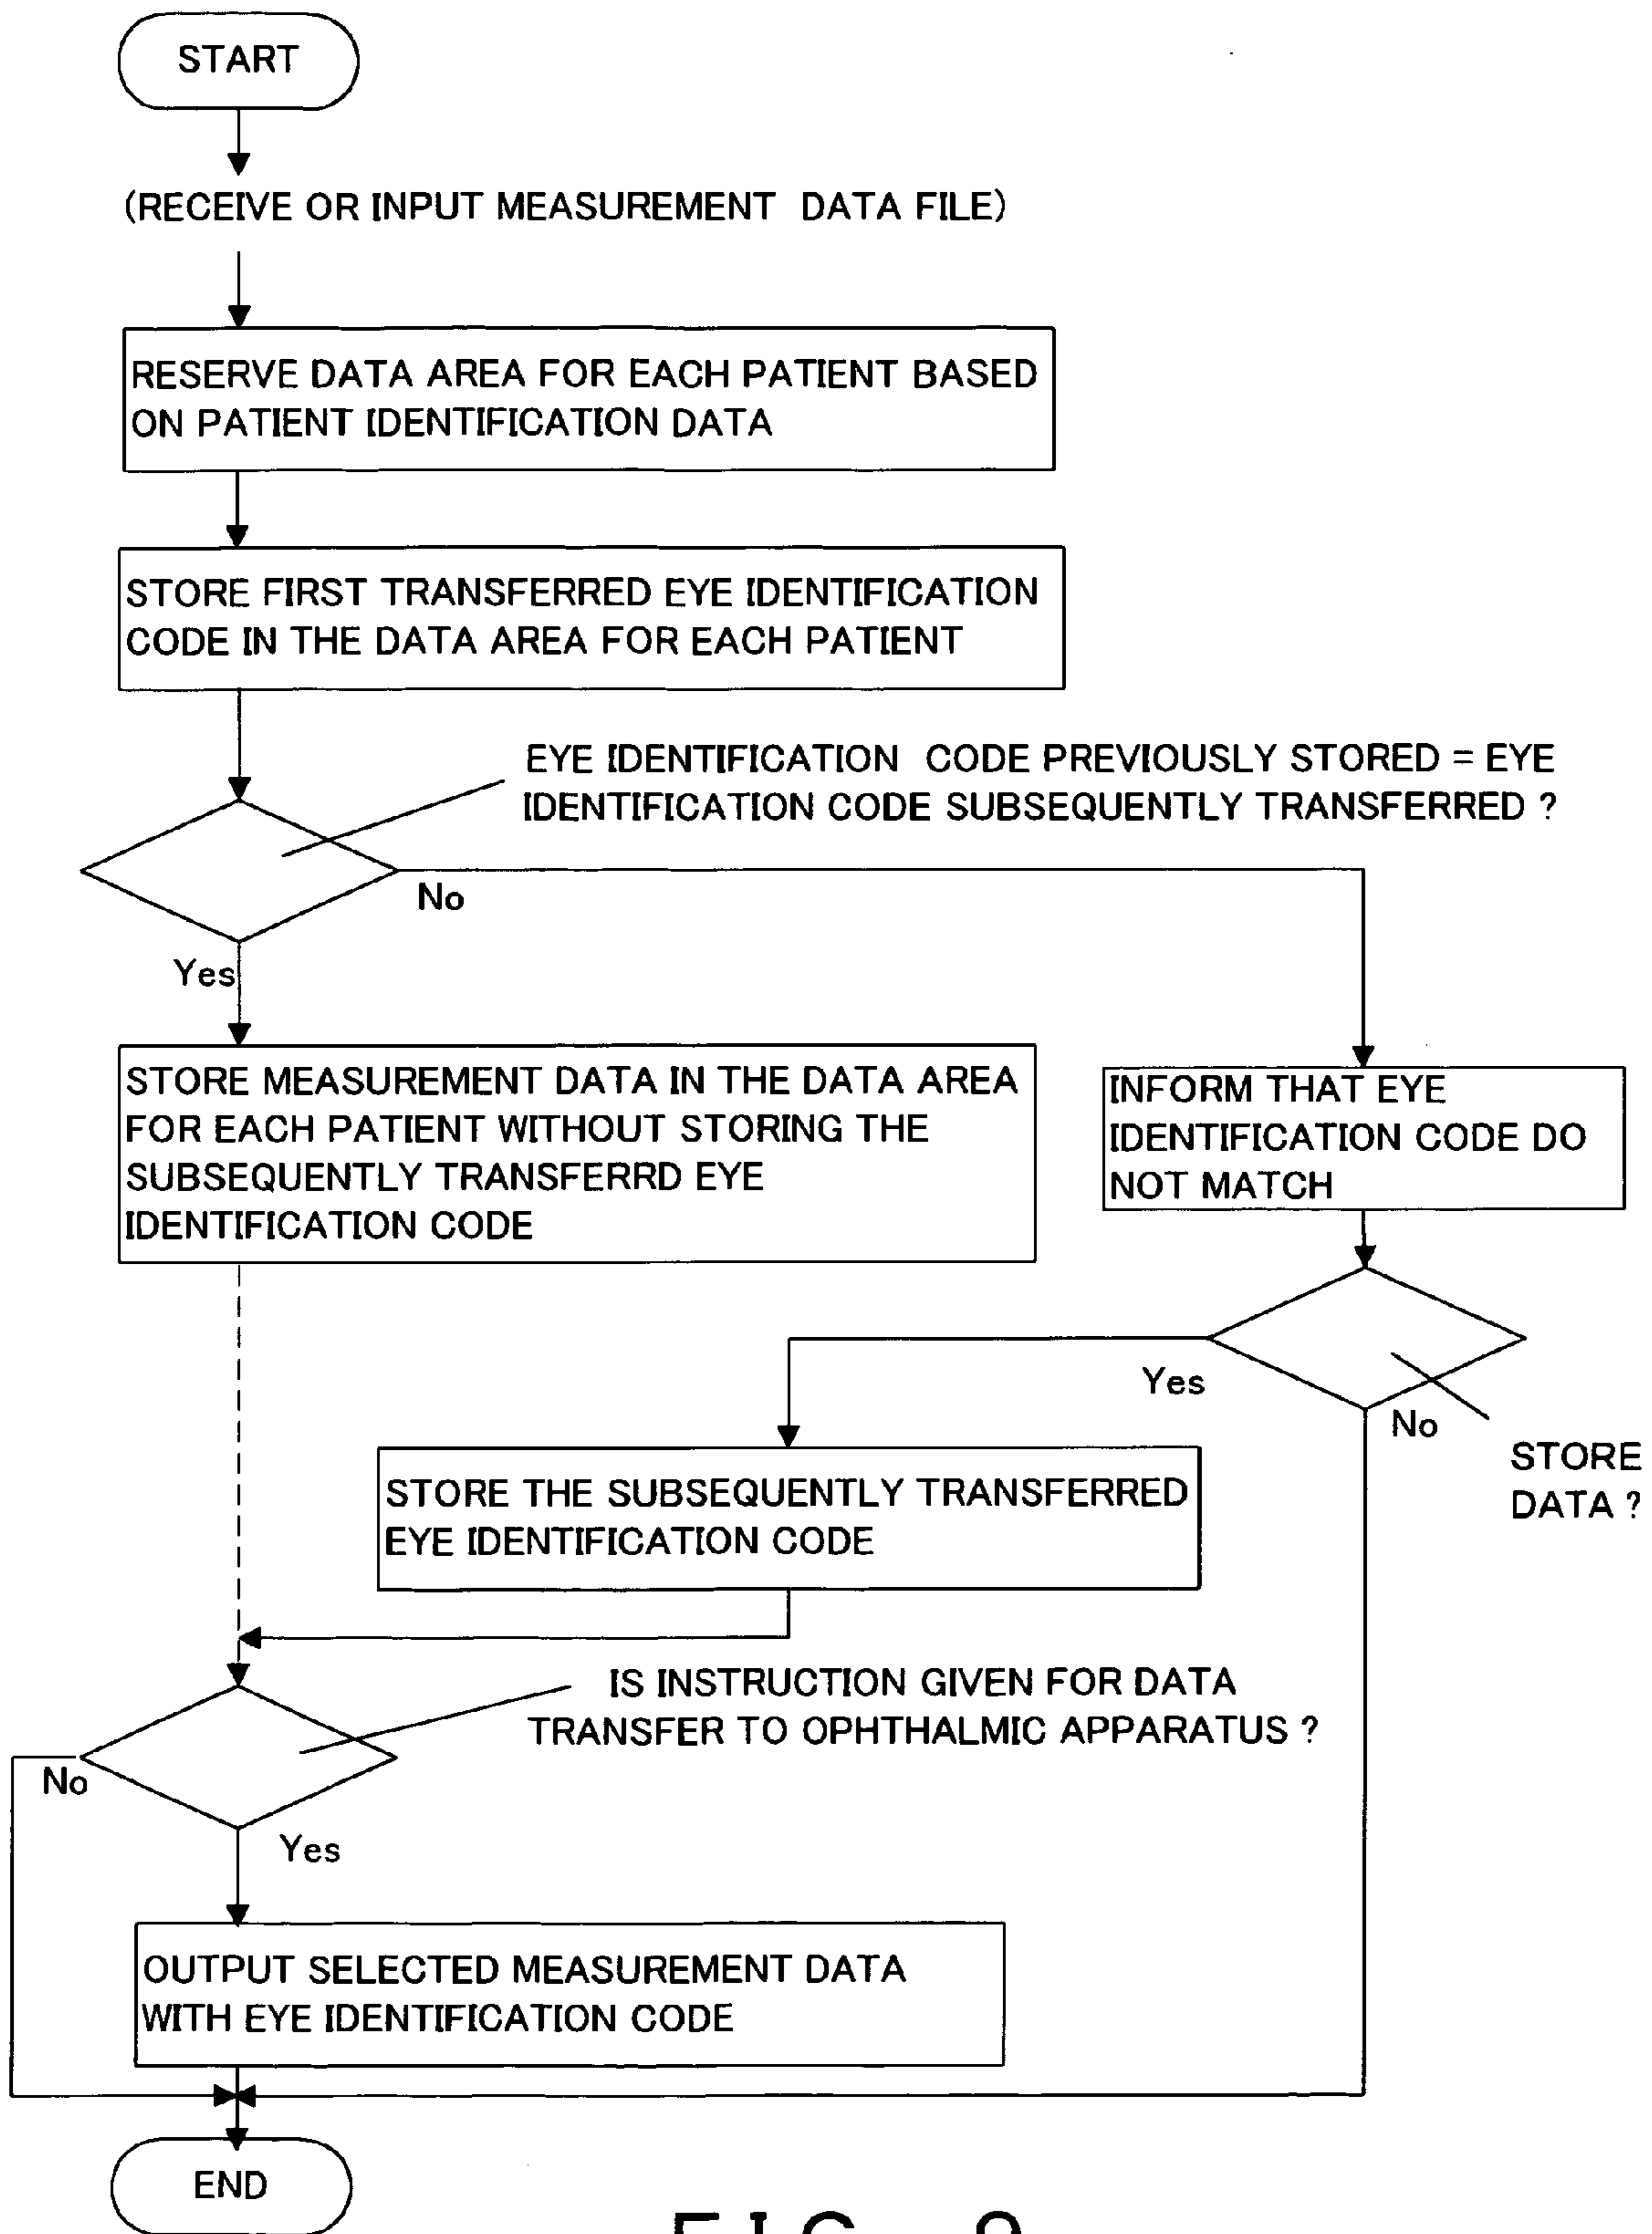 START
(RECEIVE OR INPUT MEASUREMENT DATA FILE)
RESERVE DATA AREA FOR EACH PATIENT BASED
ON PATIENT IDENTIFICATION DATA
STORE FIRST TRANSFERRED EYE IDENTIFICATION
CODE IN THE DATA AREA FOR EACH PATIENT
EYE IDENTIFICATION CODE PREVIOUSLY STORED = EYE
IDENTIFICATION CODE SUBSEQUENTLY TRANSFERRED ?
No
Yes
STORE MEASUREMENT DATA IN THE DATA AREA
FOR EACH PATIENT WITHOUT STORING THE
SUBSEQUENTLY TRANSFERRD EYE
IDENTIFICATION CODE
INFORM THAT EYE
IDENTIFICATION CODE DO
NOT MATCH
Yes
No
STORE
DATA ?
STORE THE SUBSEQUENTLY TRANSFERRED
EYE IDENTIFICATION CODE
IS INSTRUCTION GIVEN FOR DATA
TRANSFER TO OPHTHALMIC APPARATUS ?
No
Yes
OUTPUT SELECTED MEASUREMENT DATA
WITH EYE IDENTIFICATION CODE
END